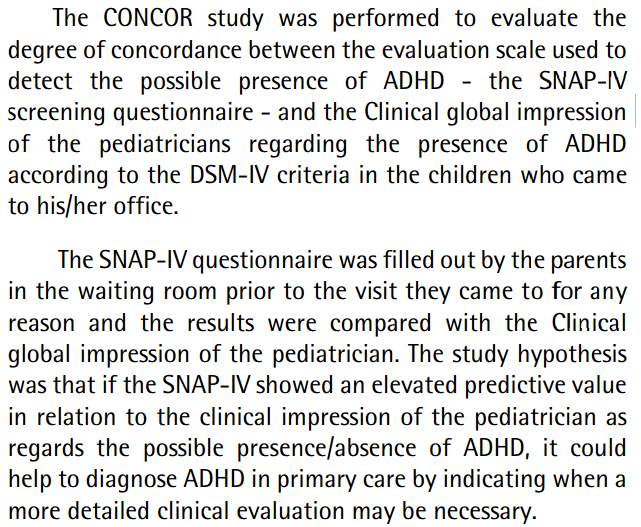 The CONCOR study was performed to evaluate the
degree of concordance between the evaluation scale used to
detect the possible presence of ADHD - the SNAP-IV
screening questionnaire - and the Clinical global impression
of the pediatricians regarding the presence of ADHD
according to the DSM-IV criteria in the children who came
to his/her office.
The SNAP-IV questionnaire was filled out by the parents
in the waiting room prior to the visit they came to for any
reason and the results were compared with the Clinical
global impression of the pediatrician. The study hypothesis
was that if the SNAP-IV showed an elevated predictive value
in relation to the clinical impression of the pediatrician as
regards the possible presence/absence of ADHD, it could
help to diagnose ADHD in primary care by indicating when a
more detailed clinical evaluation may be necessary.